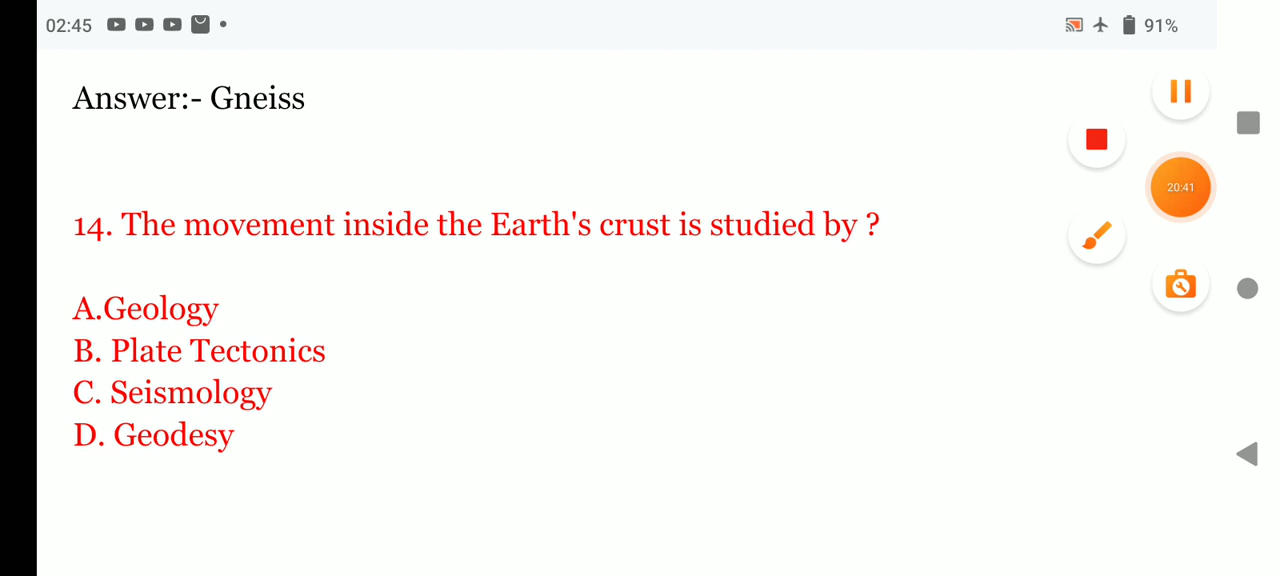 02:45
91%
Answer:- Gneiss
20:41
14. The movement inside the Earth's crust is studied by ?
A.Geology
B. Plate Tectonics
C. Seismology
D. Geodesy